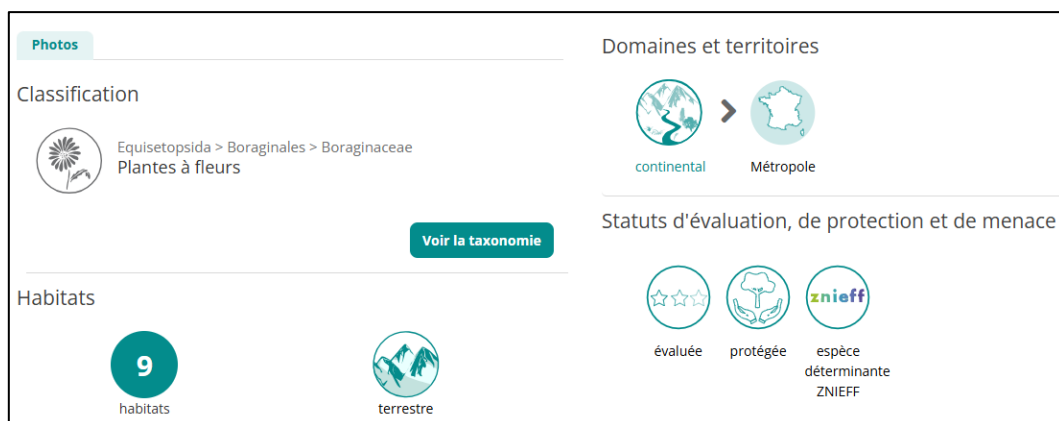 Photos
Classification
Equisetopsida > Boraginales > Boraginaceae
Plantes à fleurs
Voir la taxonomie
Habitats
9
habitats
terrestre
Domaines et territoires
continental
Métropole
Statuts d'évaluation, de protection et de menace
znieff
évaluée
protégée
espèce
déterminante
ZNIEFF